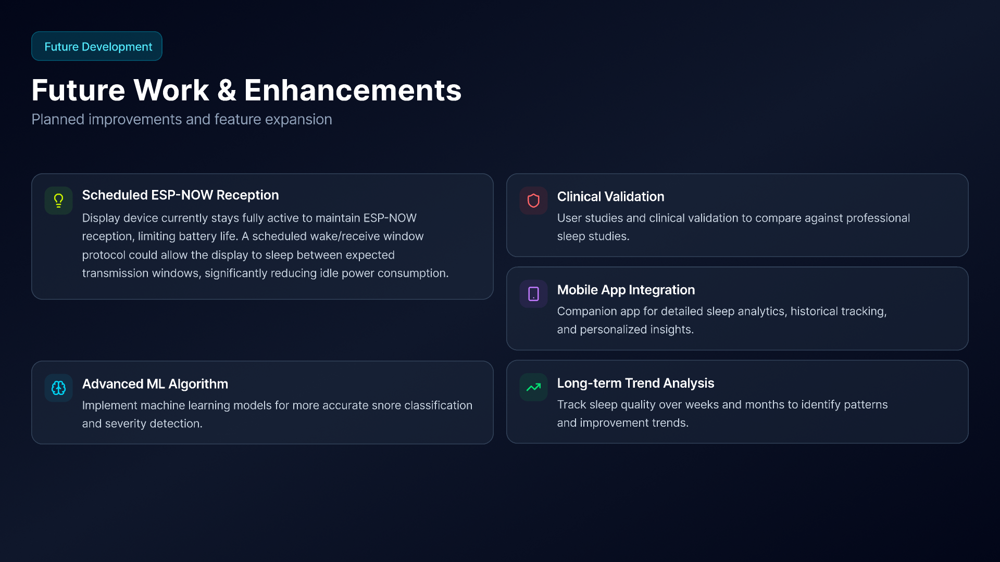 Future Development
Future Work & Enhancements
Planned improvements and feature expansion
Scheduled ESP-NOW Reception
Display device currently stays fully active to maintain ESP-NOW
reception, limiting battery life. A scheduled wake/receive window
protocol could allow the display to sleep between expected
transmission windows, significantly reducing idle power consumption.
Advanced ML Algorithm
Implement machine learning models for more accurate snore classification
and severity detection.
Clinical Validation
User studies and clinical validation to compare against professional
sleep studies.
Mobile App Integration
Companion app for detailed sleep analytics, historical tracking,
and personalized insights.
Long-term Trend Analysis
Track sleep quality over weeks and months to identify patterns
and improvement trends.